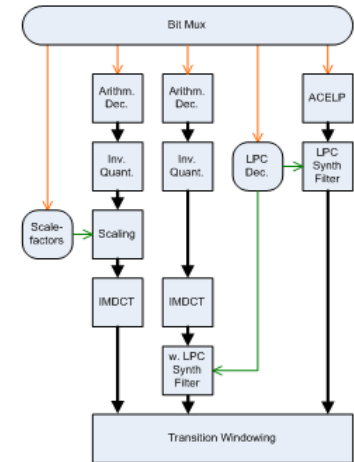 Bit Mux
Arithm.
Dec.
Arithm.
Dec.
ACELP
Inv.
Quant.
Inv.
Quant.
LPC
Dec.
LPC
Synth
Filter
Scale-
factors
Scaling
IMDCT
IMDCT
w. LPC
Synth
Filter
Transition Windowing